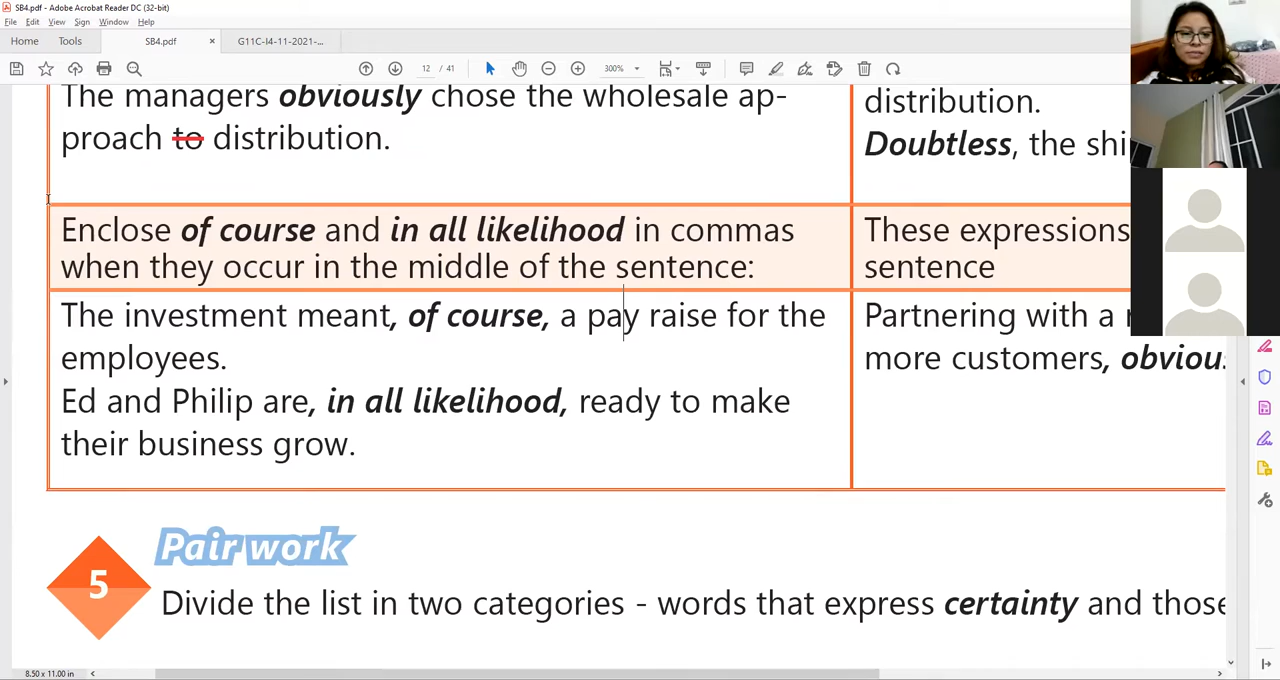 SB4.pdf - Adobe Acrobat Reader DC (32-bit)
File Edit View Sign Window Help
Home Tools SB4.pdf × G11C-I4-11-2021-...
12 / 41 300%
The managers obviously chose the wholesale ap-
proach to distribution.
distribution.
Doubtless, the shi
Enclose of course and in all likelihood in commas
when they occur in the middle of the sentence:
These expressions
sentence
The investment meant, of course, a pay raise for the
employees.
Ed and Philip are, in all likelihood, ready to make
their business grow.
Partnering with a
more customers, obviou
5
Pair work
Divide the list in two categories - words that express certainty and those
8.50 x 11.00 in